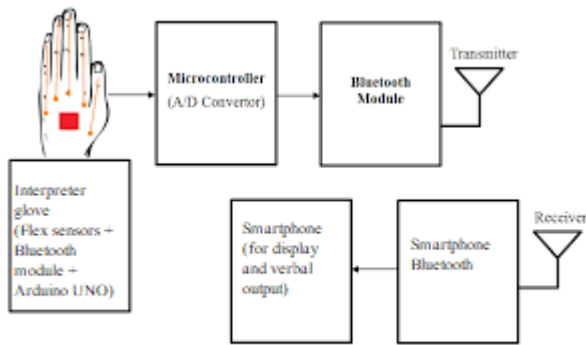 Microcontroller
(A/D Convertor)
Bluetooth
Module
Transmitter
Interpreter
glove
(Flex sensors +
Bluetooth
module +
Arduino UNO)
Smartphone
(for display
and verbal
output)
Smartphone
Bluetooth
Receiver